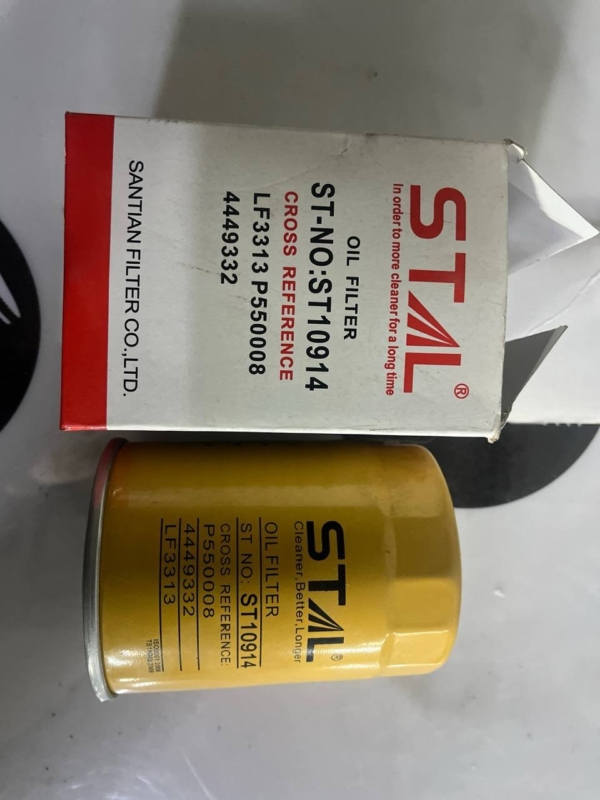 STAL®
In order to more cleaner for a long time
OIL FILTER
ST-NO:ST10914
CROSS REFERENCE
LF3313 P550008
4449332
SANTIAN FILTER CO.,LTD.
STAL®
Cleaner,Better,Longer
OIL FILTER
ST NO: ST10914
CROSS REFERENCE:
P550008
4449332
LF3313